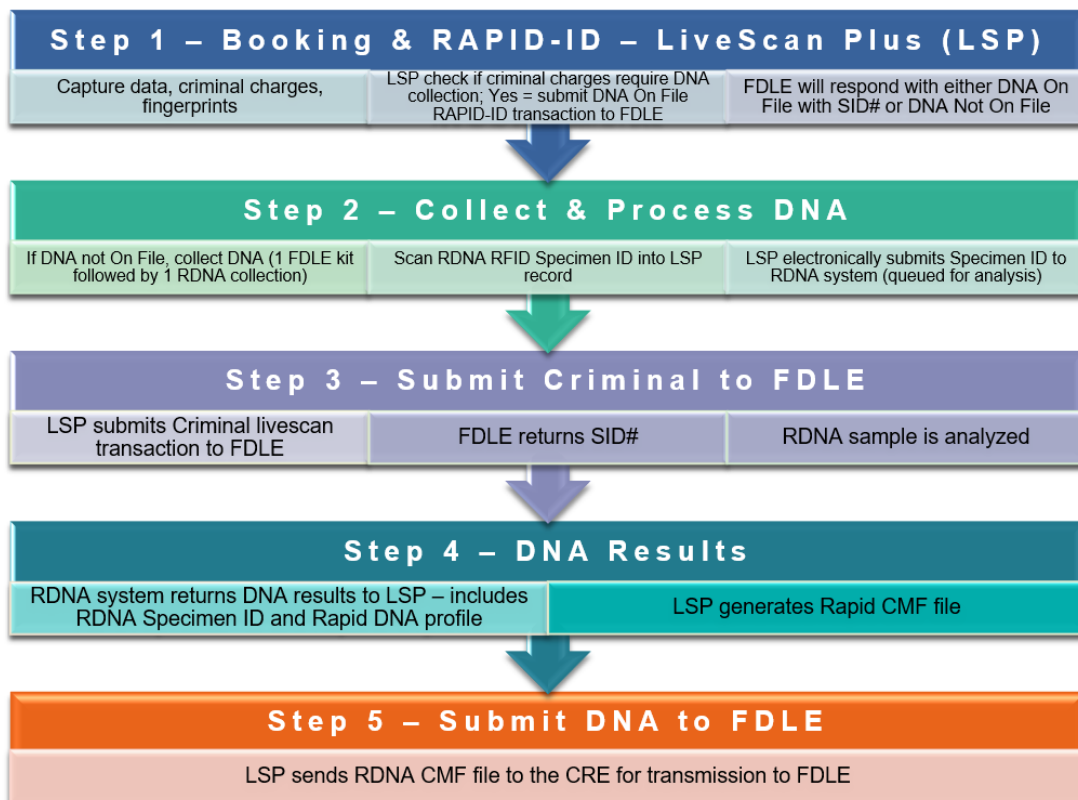 Step 1 – Booking & RAPID-ID – LiveScan Plus (LSP)
Capture data, criminal charges,
fingerprints
LSP check if criminal charges require DNA
collection; Yes = submit DNA On File
RAPID-ID transaction to FDLE
FDLE will respond with either DNA On
File with SID# or DNA Not On File
Step 2 – Collect & Process DNA
If DNA not On File, collect DNA (1 FDLE kit
followed by 1 RDNA collection)
Scan RDNA RFID Specimen ID into LSP
record
LSP electronically submits Specimen ID to
RDNA system (queued for analysis)
Step 3 – Submit Criminal to FDLE
LSP submits Criminal livescan
transaction to FDLE
FDLE returns SID#
RDNA sample is analyzed
Step 4 – DNA Results
RDNA system returns DNA results to LSP – includes
RDNA Specimen ID and Rapid DNA profile
LSP generates Rapid CMF file
Step 5 – Submit DNA to FDLE
LSP sends RDNA CMF file to the CRE for transmission to FDLE